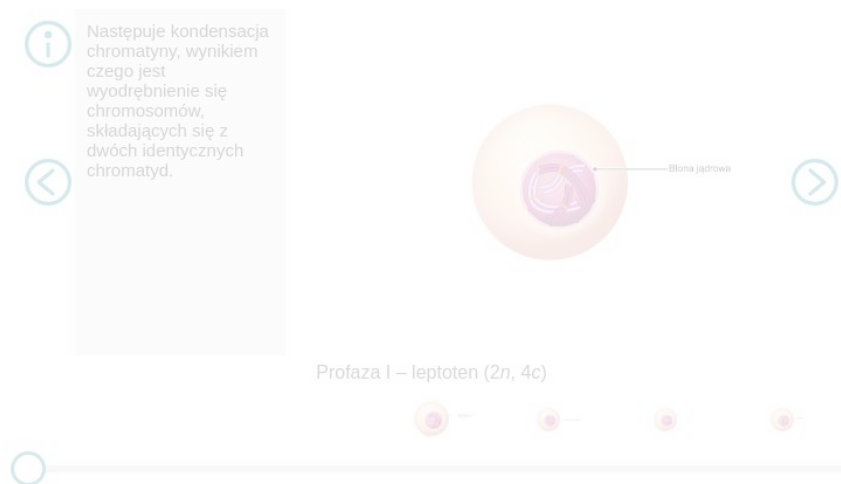 Następuje kondensacja
chromatyny, wynikiem
czego jest
wyodrębnienie się
chromosomów,
składających się z
dwóch identycznych
chromatyd.
Błona jądrowa
Profaza I – leptoten (2n, 4c)